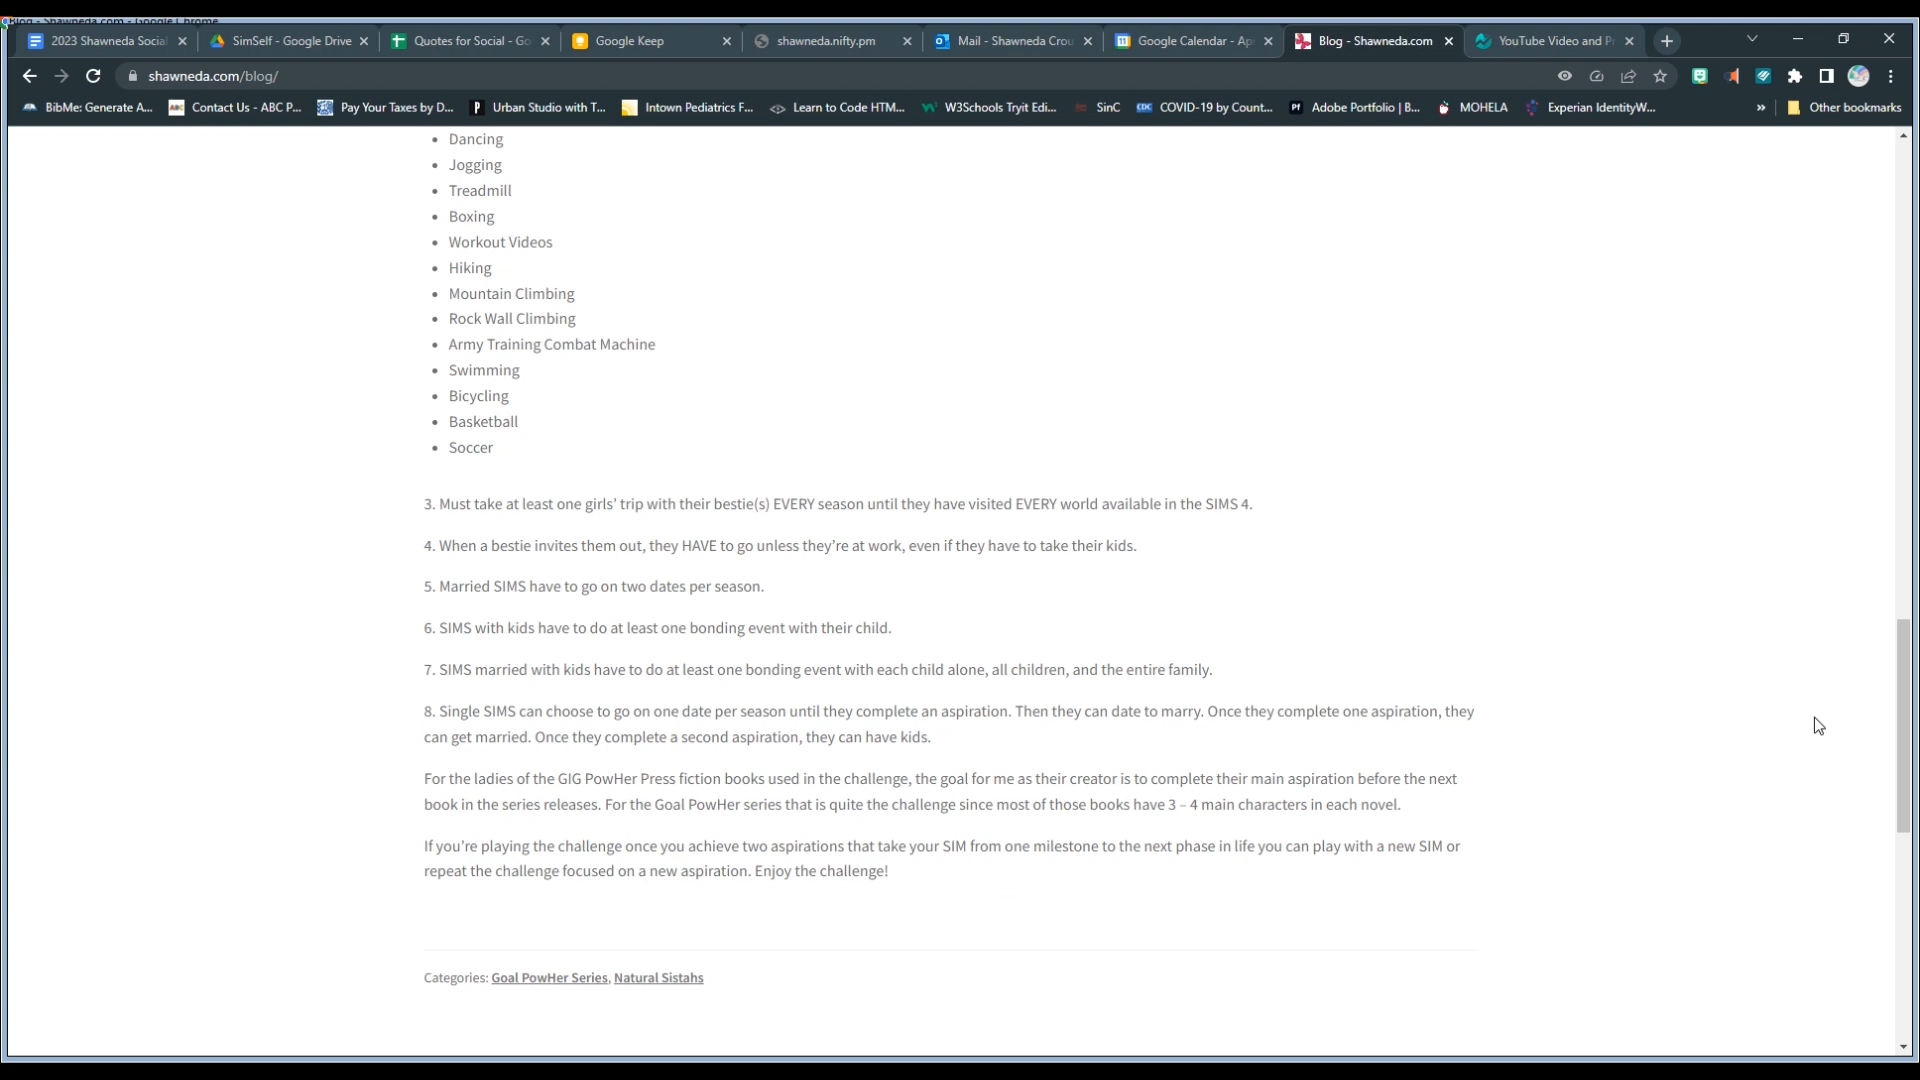 Blog - Shawneda.com - Google Chrome
2023 Shawneda Social
SimSelf - Google Drive
Quotes for Social - Go
Google Keep
shawneda.nifty.pm
Mail - Shawneda Crou
Google Calendar - Ap
Blog - Shawneda.com
YouTube Video and P
shawneda.com/blog/
BibMe: Generate A...
Contact Us - ABC P...
Pay Your Taxes by D...
Urban Studio with T...
Intown Pediatrics F...
Learn to Code HTM...
W3Schools Tryit Edi...
SinC
COVID-19 by Count...
Adobe Portfolio | B...
MOHELA
Experian IdentityW...
»
Other bookmarks
• Dancing
• Jogging
• Treadmill
• Boxing
• Workout Videos
• Hiking
• Mountain Climbing
• Rock Wall Climbing
• Army Training Combat Machine
• Swimming
• Bicycling
• Basketball
• Soccer
3. Must take at least one girls’ trip with their bestie(s) EVERY season until they have visited EVERY world available in the SIMS 4.
4. When a bestie invites them out, they HAVE to go unless they’re at work, even if they have to take their kids.
5. Married SIMS have to go on two dates per season.
6. SIMS with kids have to do at least one bonding event with their child.
7. SIMS married with kids have to do at least one bonding event with each child alone, all children, and the entire family.
8. Single SIMS can choose to go on one date per season until they complete an aspiration. Then they can date to marry. Once they complete one aspiration, they
can get married. Once they complete a second aspiration, they can have kids.
For the ladies of the GIG PowHer Press fiction books used in the challenge, the goal for me as their creator is to complete their main aspiration before the next
book in the series releases. For the Goal PowHer series that is quite the challenge since most of those books have 3 – 4 main characters in each novel.
If you’re playing the challenge once you achieve two aspirations that take your SIM from one milestone to the next phase in life you can play with a new SIM or
repeat the challenge focused on a new aspiration. Enjoy the challenge!
Categories: Goal PowHer Series, Natural Sistahs